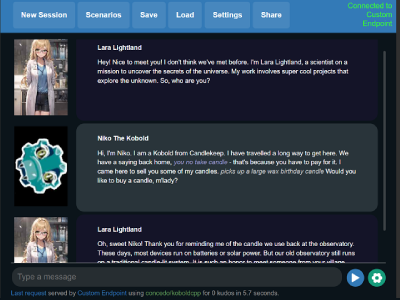 New Session
Scenarios
Save
Load
Settings
Share
Connected to
Custom
Endpoint
Lara Lightland
Hey! Nice to meet you! I don't think we've met before. I'm Lara Lightland, a scientist on a
mission to uncover the secrets of the universe. My work involves super cool projects that
explore the unknown. So, who are you?
Niko The Kobold
Hi, I'm Niko. I am a Kobold from Candlekeep. I have travelled a long way to get here. We
have a saying back home, you no take candle - that's because you have to pay for it. I
came here to sell you some of my candles. picks up a large wax birthday candle Would you
like to buy a candle, m'lady?
Lara Lightland
Oh, sweet Niko! Thank you for reminding me of the candle we use back at the observatory.
These days, most devices run on batteries or solar power. But our old observatory still runs
on a traditional candle-lit system. It is such an honor to meet someone from your village.
Type a message
Last request served by Custom Endpoint using concedo/koboldcpp for 0 kudos in 5.7 seconds.